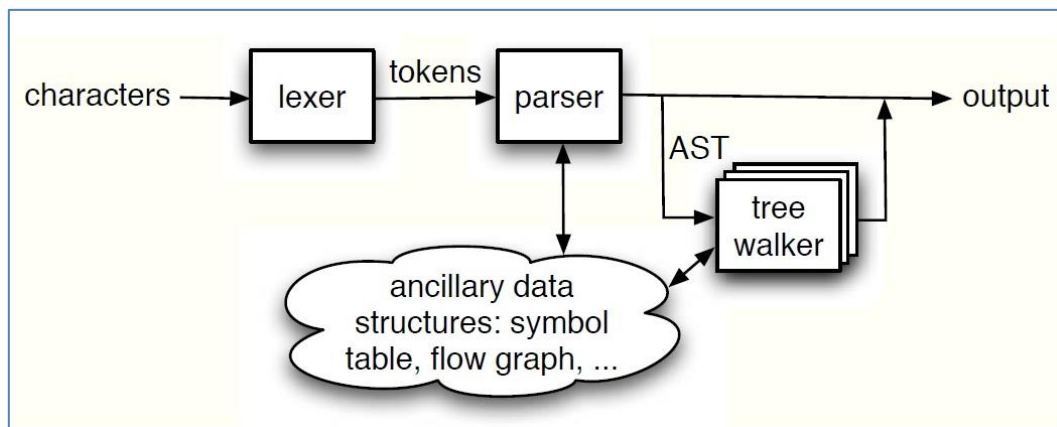 characters
lexer
tokens
parser
output
AST
tree
walker
ancillary data
structures: symbol
table, flow graph, ...